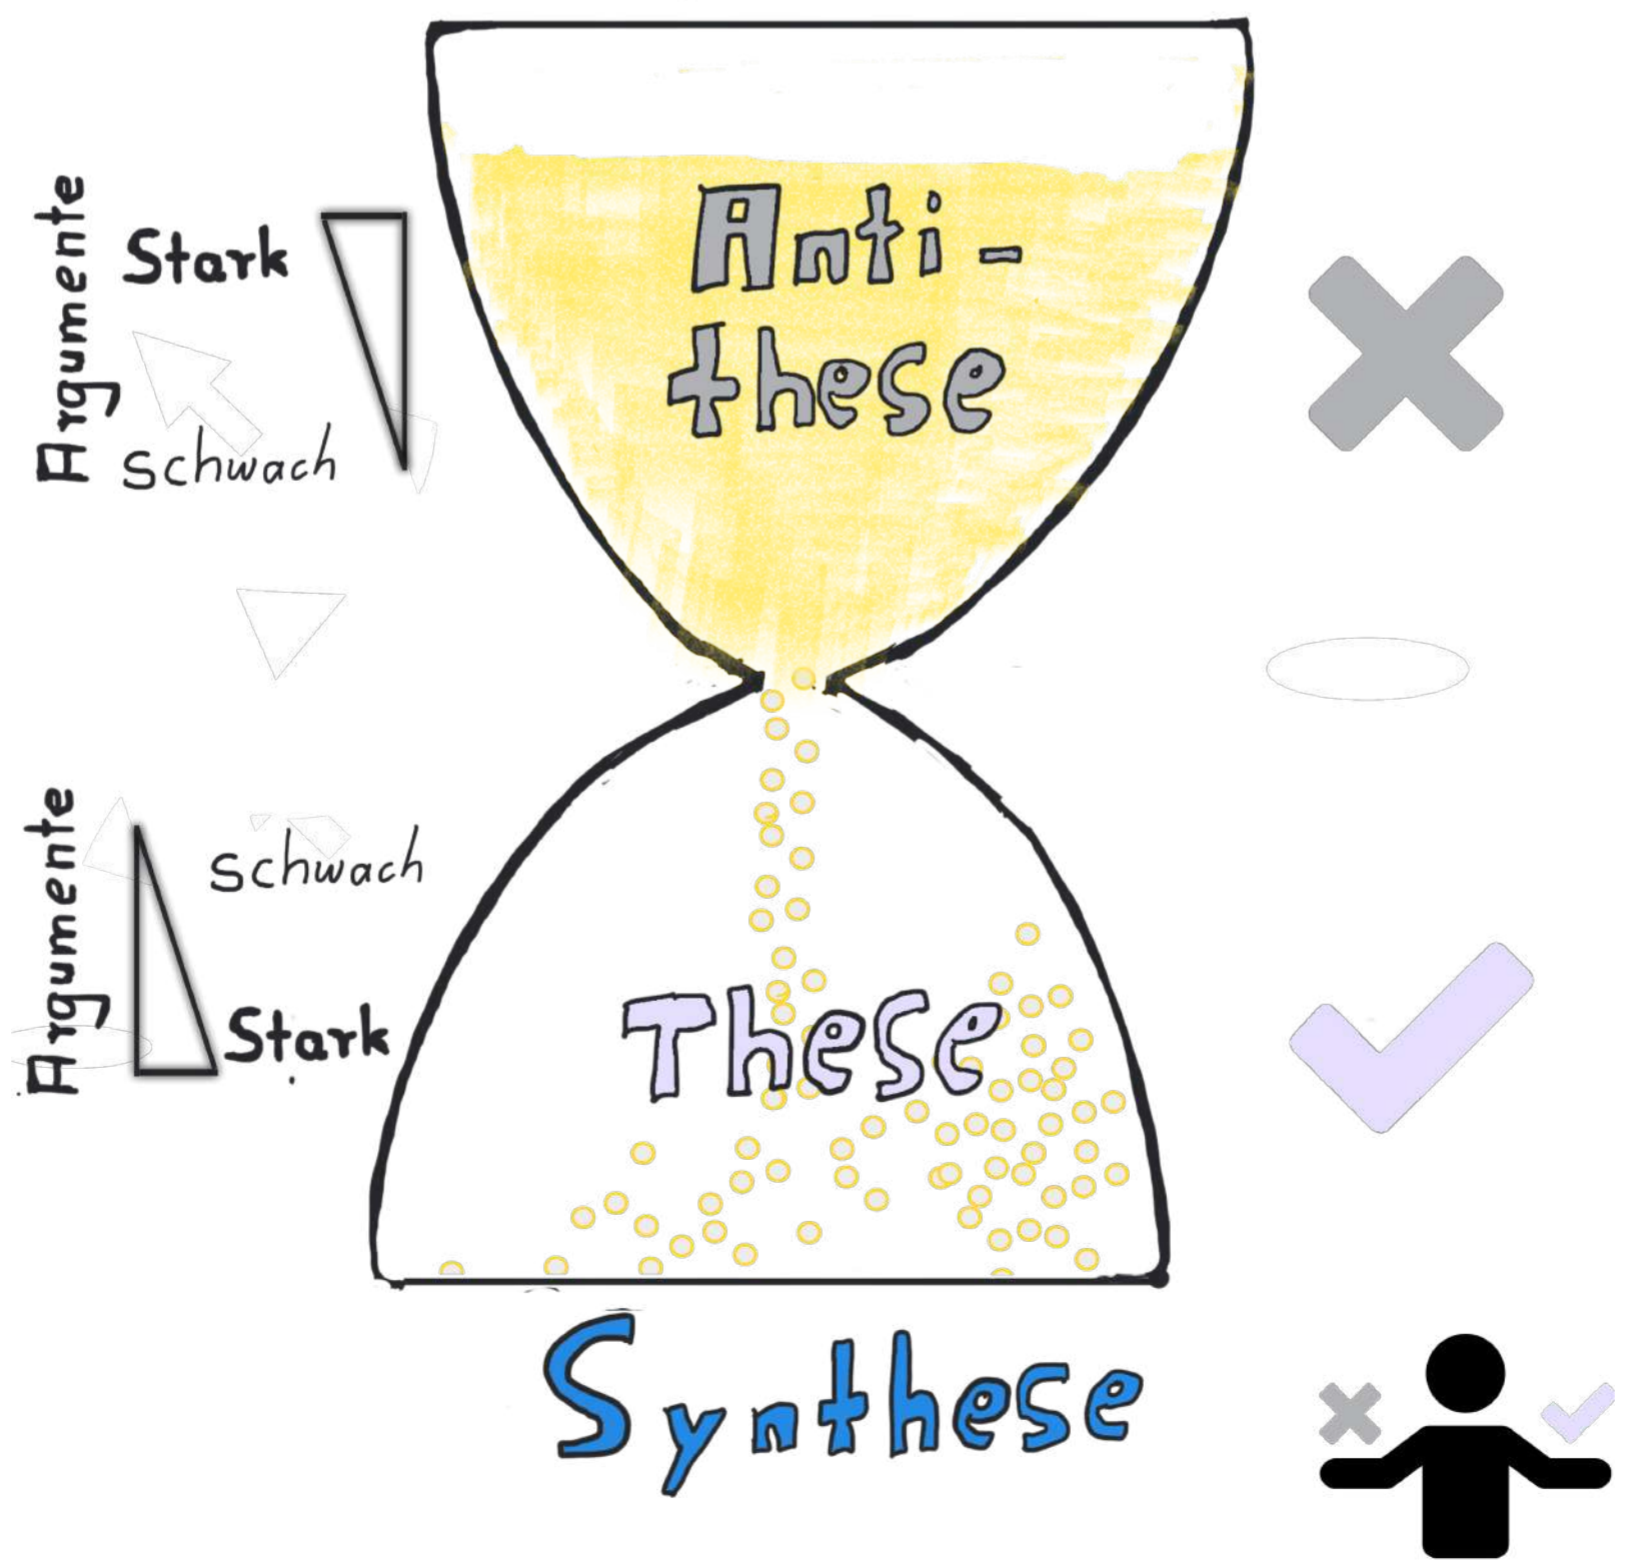 Argumente
Stark
schwach
Anti-
these
Argumente
schwach
Stark
These
Synthese